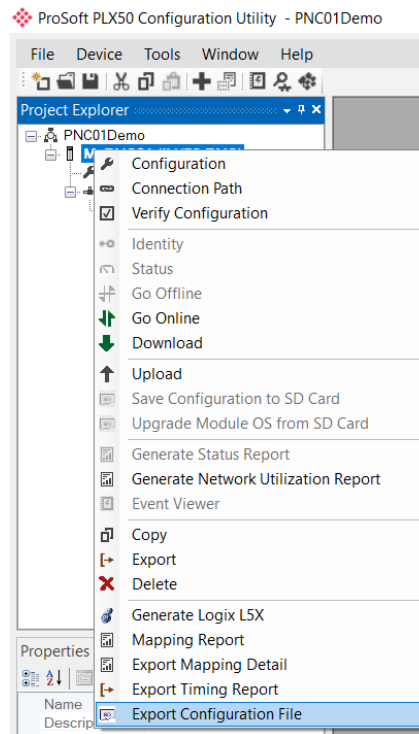 ProSoft PLX50 Configuration Utility - PNC01Demo
File Device Tools Window Help
Project Explorer
PNC01Demo
Configuration
Connection Path
Verify Configuration
Identity
Status
Go Offline
Go Online
Download
Upload
Save Configuration to SD Card
Upgrade Module OS from SD Card
Generate Status Report
Generate Network Utilization Report
Event Viewer
Copy
Export
Delete
Generate Logix L5X
Mapping Report
Export Mapping Detail
Export Timing Report
Export Configuration File
Properties
Name
Descrip